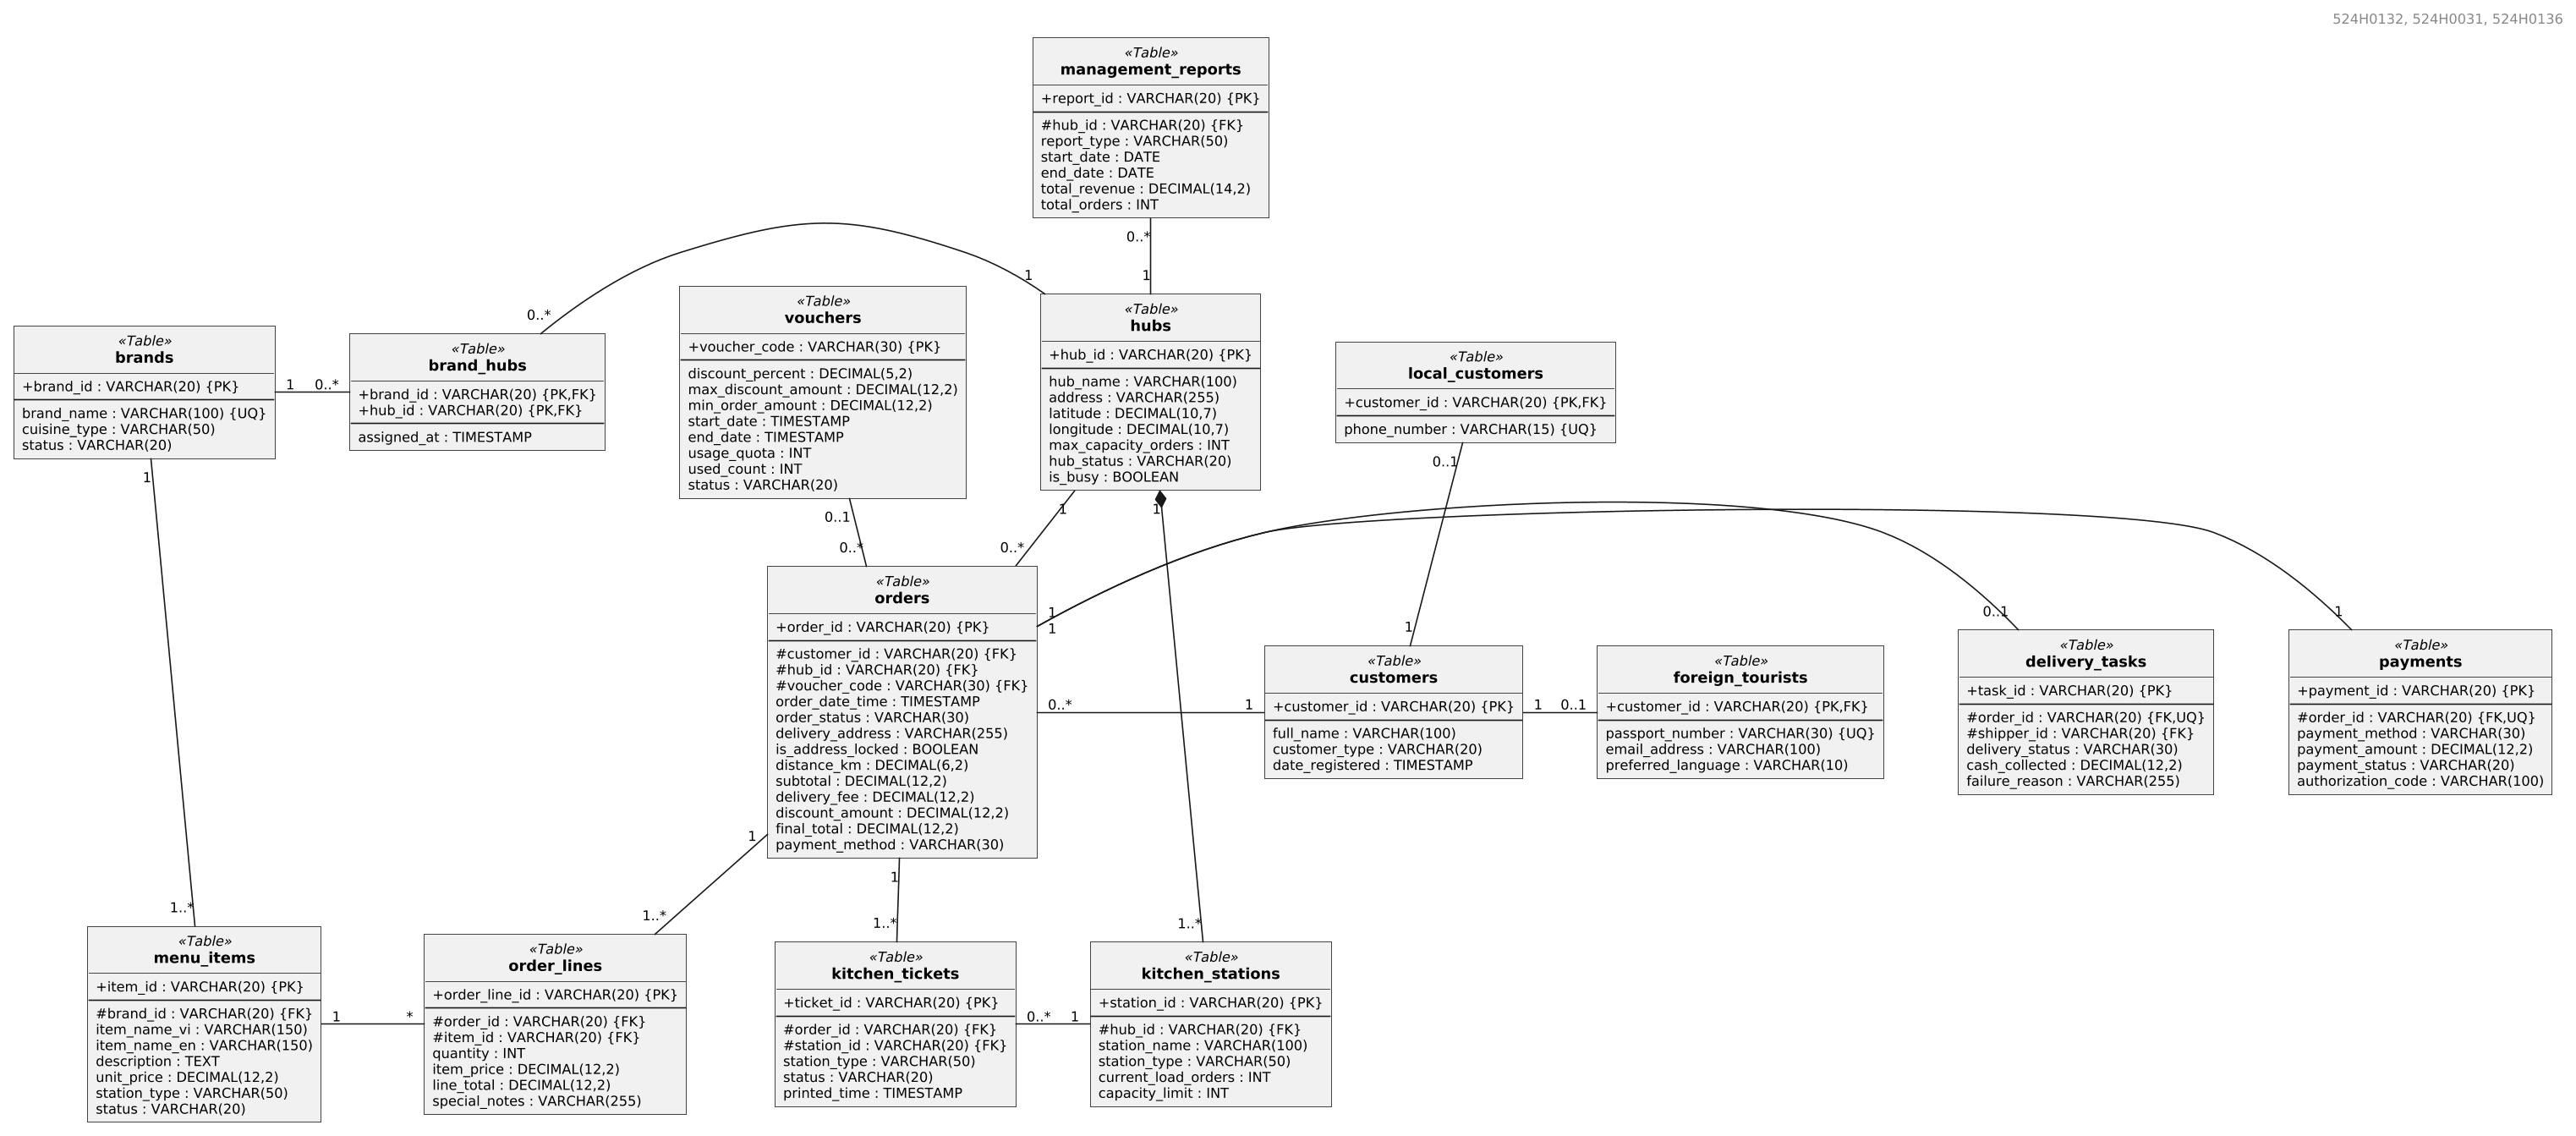 524H0132, 524H0031, 524H0136
«Table»
management_reports
+report_id : VARCHAR(20) {PK}
#hub_id : VARCHAR(20) {FK}
report_type : VARCHAR(50)
start_date : DATE
end_date : DATE
total_revenue : DECIMAL(14,2)
total_orders : INT
0..*
1
1
0..*
«Table»
brands
+brand_id : VARCHAR(20) {PK}
brand_name : VARCHAR(100) {UQ}
cuisine_type : VARCHAR(50)
status : VARCHAR(20)
1
0..*
«Table»
brand_hubs
+brand_id : VARCHAR(20) {PK,FK}
+hub_id : VARCHAR(20) {PK,FK}
assigned_at : TIMESTAMP
«Table»
vouchers
+voucher_code : VARCHAR(30) {PK}
discount_percent : DECIMAL(5,2)
max_discount_amount : DECIMAL(12,2)
min_order_amount : DECIMAL(12,2)
start_date : TIMESTAMP
end_date : TIMESTAMP
usage_quota : INT
used_count : INT
status : VARCHAR(20)
«Table»
hubs
+hub_id : VARCHAR(20) {PK}
hub_name : VARCHAR(100)
address : VARCHAR(255)
latitude : DECIMAL(10,7)
longitude : DECIMAL(10,7)
max_capacity_orders : INT
hub_status : VARCHAR(20)
is_busy : BOOLEAN
«Table»
local_customers
+customer_id : VARCHAR(20) {PK,FK}
phone_number : VARCHAR(15) {UQ}
1
0..1
0..*
1
0..*
1
0..1
1
«Table»
orders
+order_id : VARCHAR(20) {PK}
#customer_id : VARCHAR(20) {FK}
#hub_id : VARCHAR(20) {FK}
#voucher_code : VARCHAR(30) {FK}
order_date_time : TIMESTAMP
order_status : VARCHAR(30)
delivery_address : VARCHAR(255)
is_address_locked : BOOLEAN
distance_km : DECIMAL(6,2)
subtotal : DECIMAL(12,2)
delivery_fee : DECIMAL(12,2)
discount_amount : DECIMAL(12,2)
final_total : DECIMAL(12,2)
payment_method : VARCHAR(30)
1
1
0..1
1
0..*
1
«Table»
customers
+customer_id : VARCHAR(20) {PK}
full_name : VARCHAR(100)
customer_type : VARCHAR(20)
date_registered : TIMESTAMP
1
0..1
«Table»
foreign_tourists
+customer_id : VARCHAR(20) {PK,FK}
passport_number : VARCHAR(30) {UQ}
email_address : VARCHAR(100)
preferred_language : VARCHAR(10)
«Table»
delivery_tasks
+task_id : VARCHAR(20) {PK}
#order_id : VARCHAR(20) {FK,UQ}
#shipper_id : VARCHAR(20) {FK}
delivery_status : VARCHAR(30)
cash_collected : DECIMAL(12,2)
failure_reason : VARCHAR(255)
«Table»
payments
+payment_id : VARCHAR(20) {PK}
#order_id : VARCHAR(20) {FK,UQ}
payment_method : VARCHAR(30)
payment_amount : DECIMAL(12,2)
payment_status : VARCHAR(20)
authorization_code : VARCHAR(100)
1
1
1..*
1..*
1..*
1..*
«Table»
menu_items
+item_id : VARCHAR(20) {PK}
#brand_id : VARCHAR(20) {FK}
item_name_vi : VARCHAR(150)
item_name_en : VARCHAR(150)
description : TEXT
unit_price : DECIMAL(12,2)
station_type : VARCHAR(50)
status : VARCHAR(20)
1
*
«Table»
order_lines
+order_line_id : VARCHAR(20) {PK}
#order_id : VARCHAR(20) {FK}
#item_id : VARCHAR(20) {FK}
quantity : INT
item_price : DECIMAL(12,2)
line_total : DECIMAL(12,2)
special_notes : VARCHAR(255)
«Table»
kitchen_tickets
+ticket_id : VARCHAR(20) {PK}
#order_id : VARCHAR(20) {FK}
#station_id : VARCHAR(20) {FK}
station_type : VARCHAR(50)
status : VARCHAR(20)
printed_time : TIMESTAMP
0..*
1
«Table»
kitchen_stations
+station_id : VARCHAR(20) {PK}
#hub_id : VARCHAR(20) {FK}
station_name : VARCHAR(100)
station_type : VARCHAR(50)
current_load_orders : INT
capacity_limit : INT